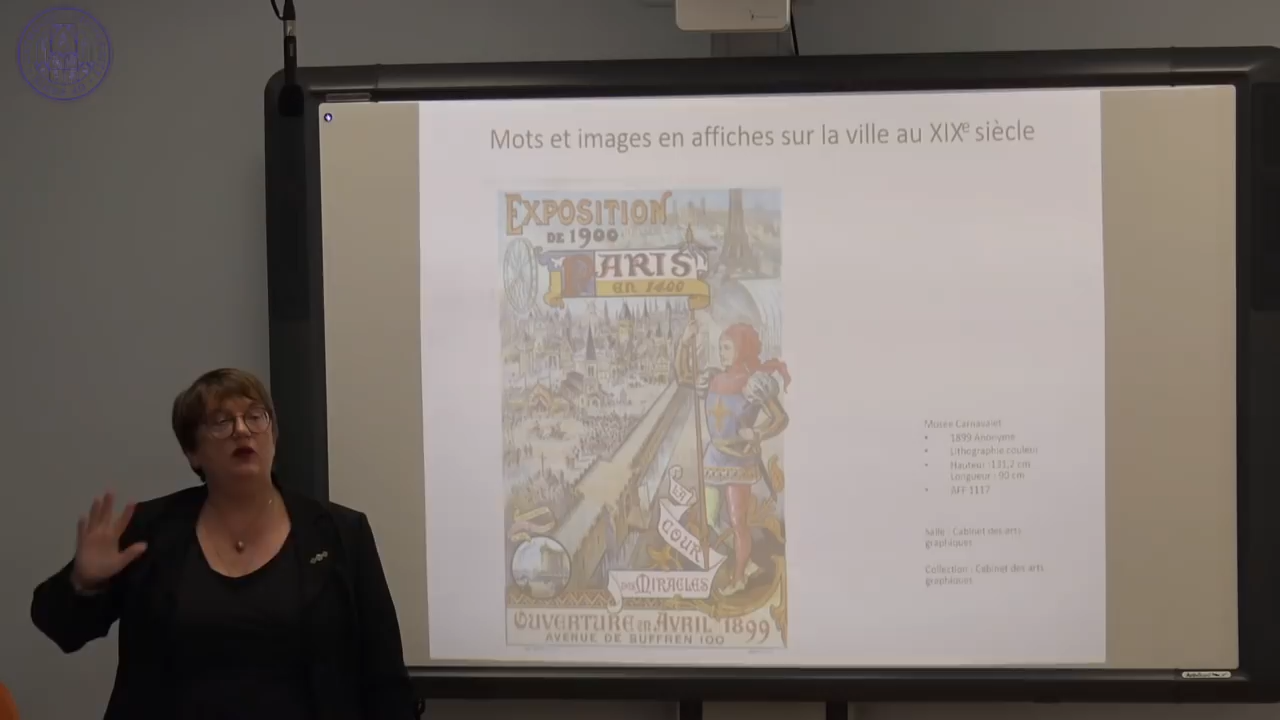 Mots et images en affiches sur la ville au XIXe siècle
EXPOSITION
DE 1900
PARIS
EN 1400
LA
COUR
DES MIRACLES
OUVERTURE en AVRIL 1899
AVENUE DE SUFFREN 100
Musée Carnavalet
• 1899 Anonyme
• Lithographie couleur
• Hauteur :131,2 cm
Longueur : 90 cm
• AFF 1117
Salle : Cabinet des arts
graphiques
Collection : Cabinet des arts
graphiques